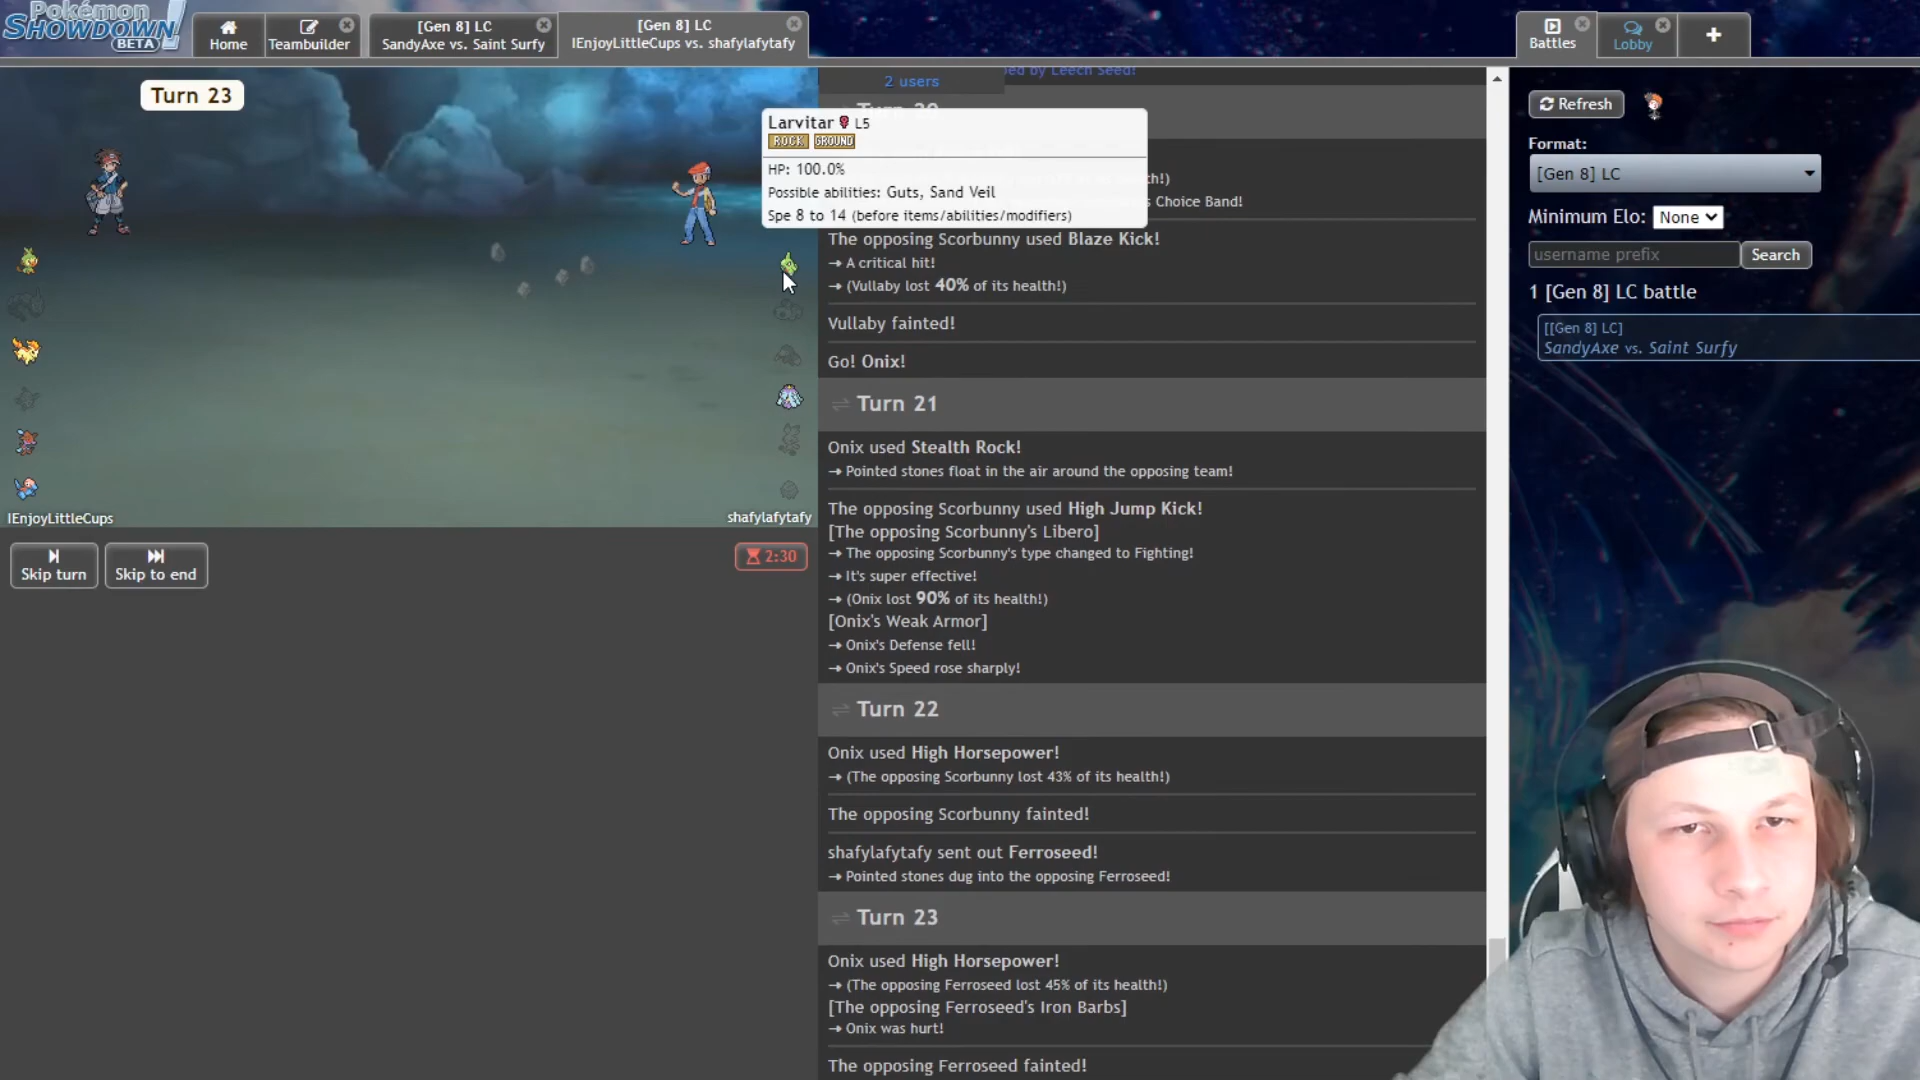 Pokémon
SHOWDOWN!
BETA
Home
Teambuilder
[Gen 8] LC
SandyAxe vs. Saint Surfy
[Gen 8] LC
IEnjoyLittleCups vs. shafylafytafy
Battles
Lobby
+
Turn 23
2 users
ed by Leech Seed!
Larvitar L5
ROCK GROUND
HP: 100.0%
Possible abilities: Guts, Sand Veil
Spe 8 to 14 (before items/abilities/modifiers)
h!)
s Choice Band!
The opposing Scorbunny used Blaze Kick!
→ A critical hit!
→ (Vullaby lost 40% of its health!)
Vullaby fainted!
Go! Onix!
Turn 21
Onix used Stealth Rock!
→ Pointed stones float in the air around the opposing team!
The opposing Scorbunny used High Jump Kick!
[The opposing Scorbunny's Libero]
→ The opposing Scorbunny's type changed to Fighting!
→ It's super effective!
→ (Onix lost 90% of its health!)
[Onix's Weak Armor]
→ Onix's Defense fell!
→ Onix's Speed rose sharply!
Turn 22
Onix used High Horsepower!
→ (The opposing Scorbunny lost 43% of its health!)
The opposing Scorbunny fainted!
shafylafytafy sent out Ferroseed!
→ Pointed stones dug into the opposing Ferroseed!
Turn 23
Onix used High Horsepower!
→ (The opposing Ferroseed lost 45% of its health!)
[The opposing Ferroseed's Iron Barbs]
→ Onix was hurt!
The opposing Ferroseed fainted!
IEnjoyLittleCups
shafylafytafy
Skip turn
Skip to end
2:30
Refresh
Format:
[Gen 8] LC
Minimum Elo: None
username prefix
Search
1 [Gen 8] LC battle
[[Gen 8] LC]
SandyAxe vs. Saint Surfy